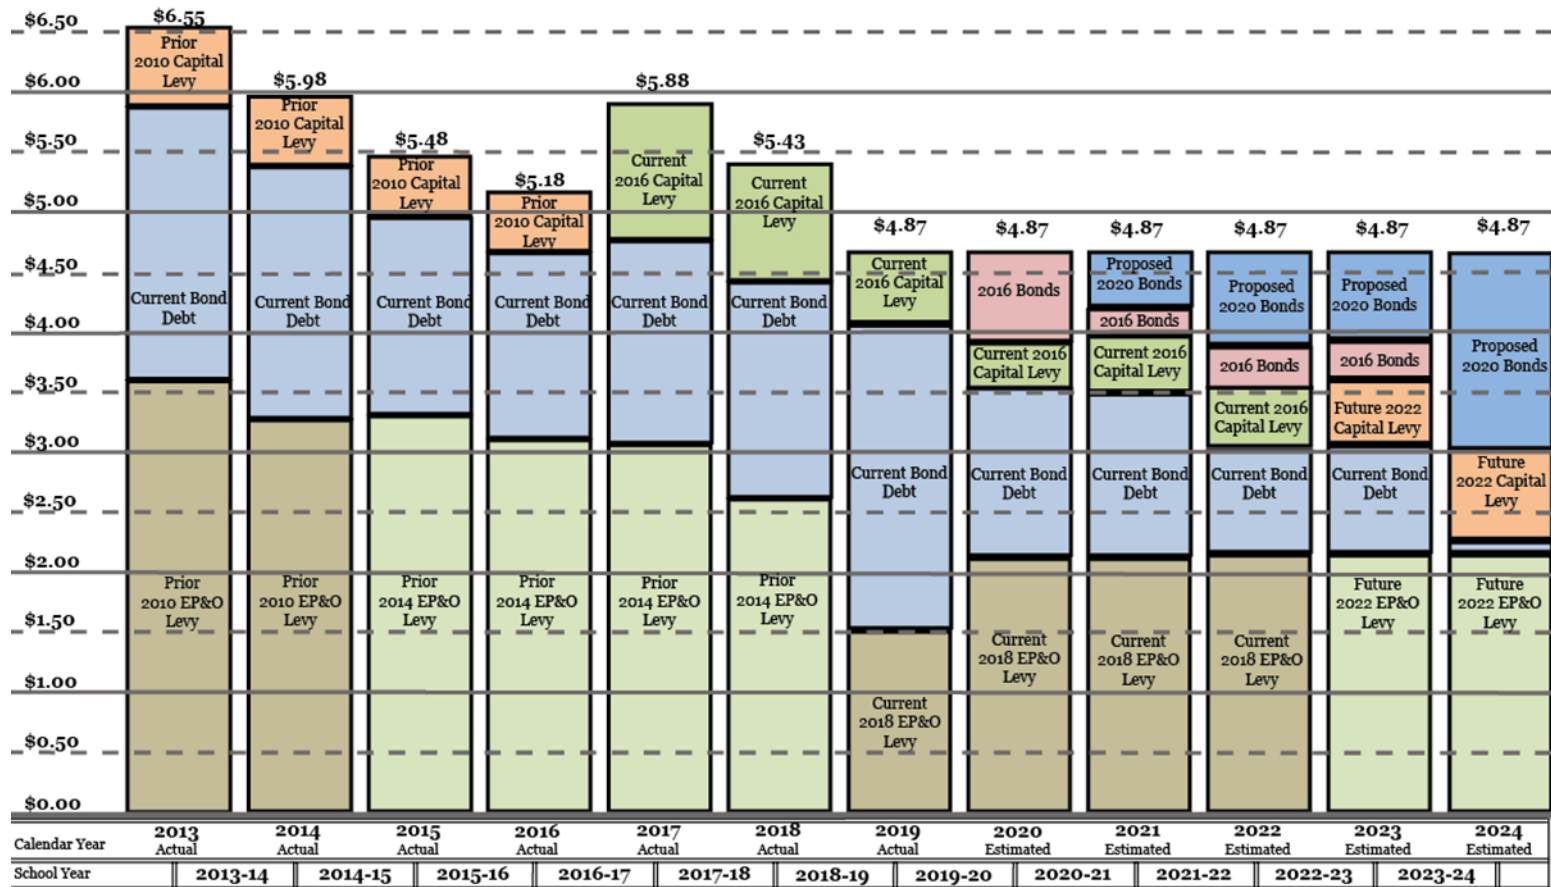 $6.50
$6.00
$5.50
$5.00
$4.50
$4.00
$3.50
$3.00
$2.50
$2.00
$1.50
$1.00
$0.50
$0.00
$6.55
Prior
2010 Capital
Levy
Current Bond
Debt
Prior
2010 EP&O
Levy
$5.98
Prior
2010 Capital
Levy
Current Bond
Debt
Prior
2010 EP&O
Levy
$5.48
Prior
2010 Capital
Levy
Current Bond
Debt
Prior
2014 EP&O
Levy
$5.18
Prior
2010 Capital
Levy
Current Bond
Debt
Prior
2014 EP&O
Levy
$5.88
Current
2016 Capital
Levy
Current Bond
Debt
Prior
2014 EP&O
Levy
$5.43
Current
2016 Capital
Levy
Current Bond
Debt
Prior
2014 EP&O
Levy
$4.87
Current
2016 Capital
Levy
Current Bond
Debt
Current
2018 EP&O
Levy
$4.87
2016 Bonds
Current 2016
Capital Levy
Current Bond
Debt
Current
2018 EP&O
Levy
$4.87
Proposed
2020 Bonds
2016 Bonds
Current 2016
Capital Levy
Current Bond
Debt
Current
2018 EP&O
Levy
$4.87
Proposed
2020 Bonds
2016 Bonds
Current 2016
Capital Levy
Current Bond
Debt
Current
2018 EP&O
Levy
$4.87
Proposed
2020 Bonds
2016 Bonds
Future 2022
Capital Levy
Current Bond
Debt
Future
2022 EP&O
Levy
$4.87
Proposed
2020 Bonds
Future
2022 Capital
Levy
Future
2022 EP&O
Levy
Calendar Year 2013 2014 2015 2016 2017 2018 2019 2020 2021 2022 2023 2024
Actual Actual Actual Actual Actual Actual Actual Estimated Estimated Estimated Estimated Estimated
School Year 2013-14 2014-15 2015-16 2016-17 2017-18 2018-19 2019-20 2020-21 2021-22 2022-23 2023-24